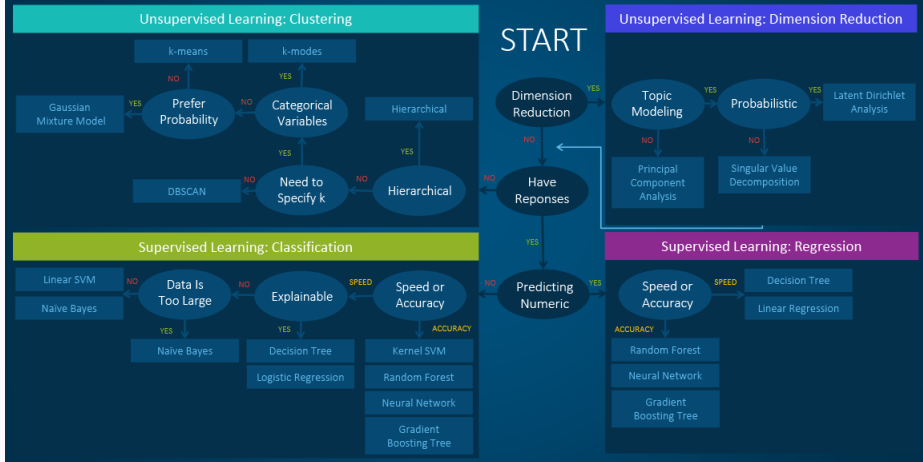 Unsupervised Learning: Clustering
START
Unsupervised Learning: Dimension Reduction
k-means
k-modes
NO
YES
Gaussian
Mixture Model
YES
Prefer
Probability
NO
Categorical
Variables
Hierarchical
Dimension
Reduction
YES
Topic
Modeling
YES
Probabilistic
YES
Latent Dirichlet
Analysis
YES
YES
NO
NO
NO
DBSCAN
NO
Need to
Specify k
NO
Hierarchical
NO
Have
Reponses
Principal
Component
Analysis
Singular Value
Decomposition
YES
Supervised Learning: Classification
Supervised Learning: Regression
Linear SVM
Naïve Bayes
NO
Data Is
Too Large
NO
Explainable
SPEED
Speed or
Accuracy
NO
Predicting
Numeric
YES
Speed or
Accuracy
SPEED
Decision Tree
Linear Regression
YES
YES
ACCURACY
ACCURACY
Naïve Bayes
Decision Tree
Logistic Regression
Kernel SVM
Random Forest
Neural Network
Gradient
Boosting Tree
Random Forest
Neural Network
Gradient
Boosting Tree